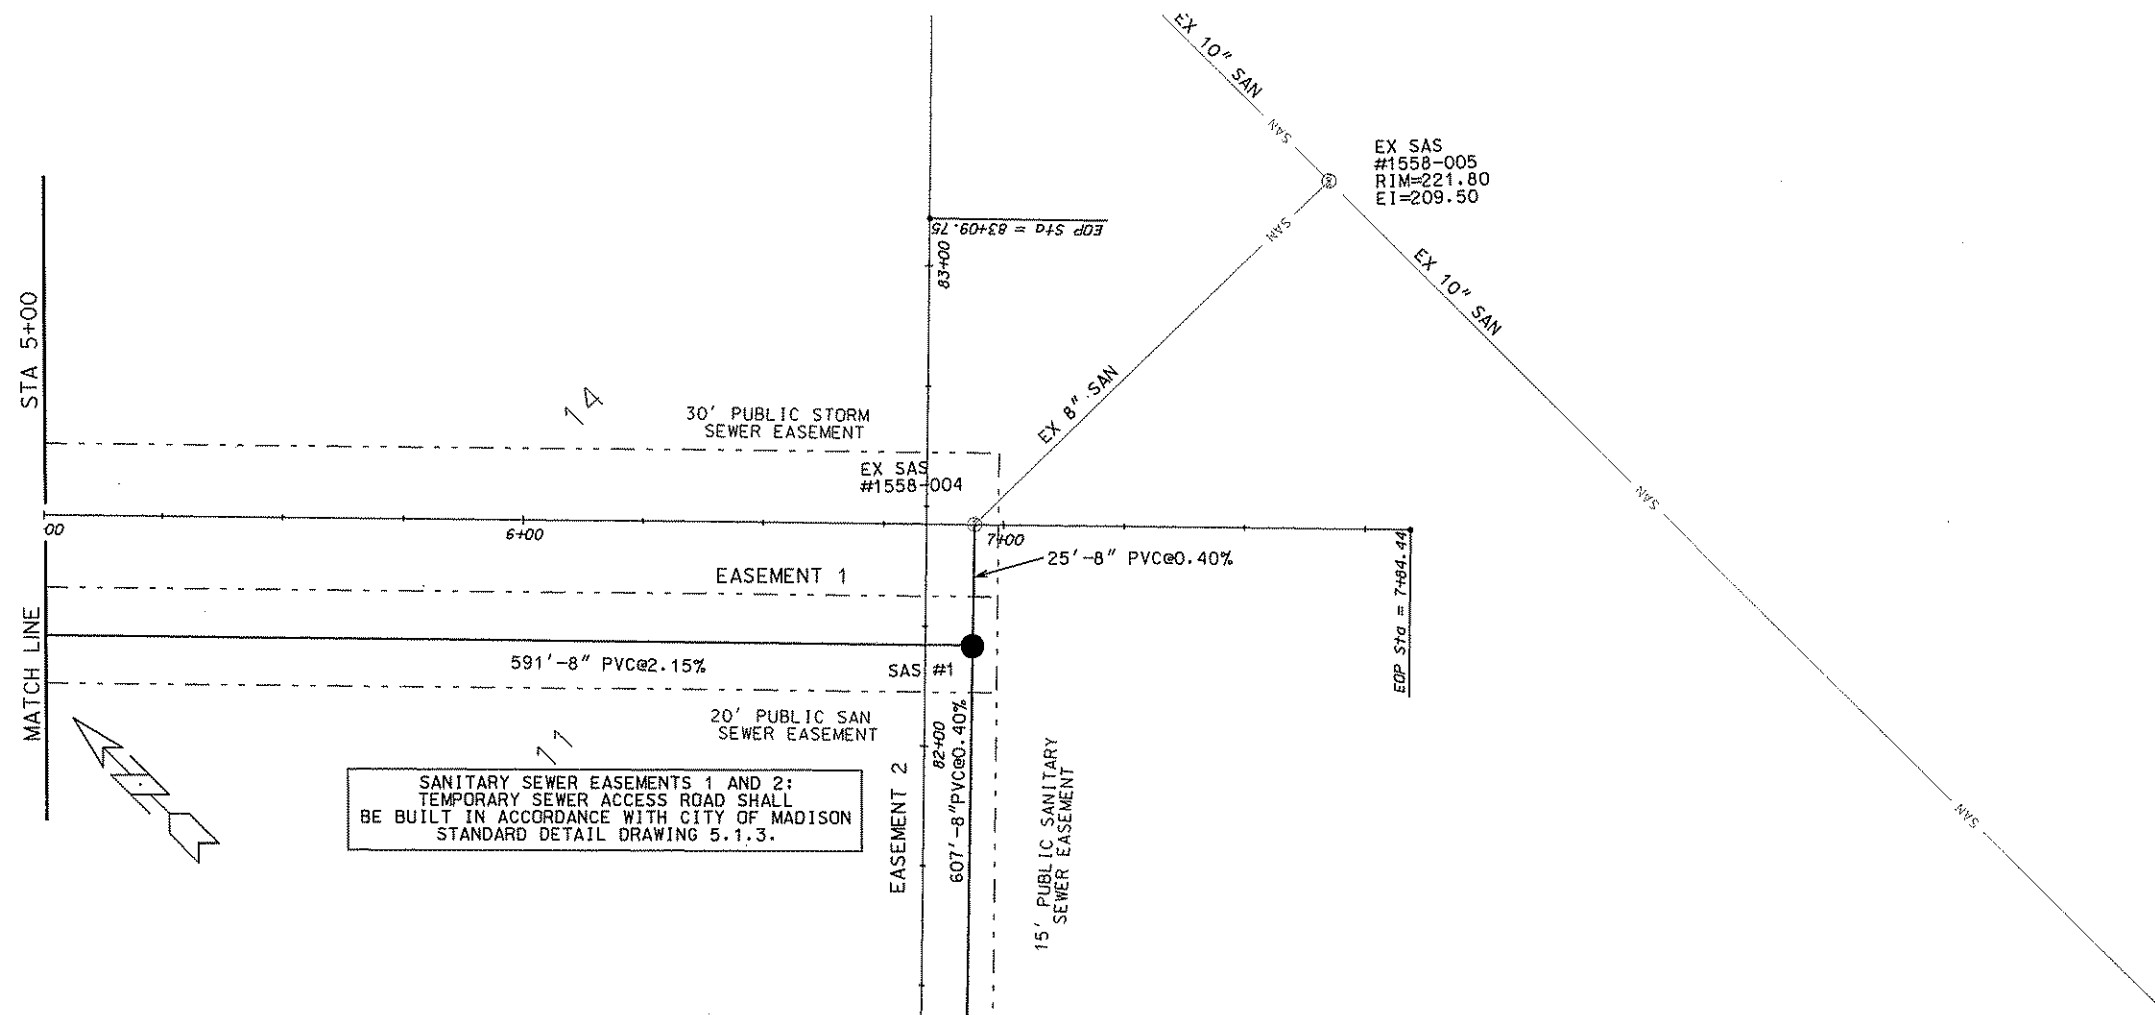 EX 10" SAN
SAN
EX SAS
#1558-005
RIM=221.80
EI=209.50
EOP Sta = 83+09.75
83+00
SAN
EX 10" SAN
STA 5+00
14
30' PUBLIC STORM
SEWER EASEMENT
EX 8" SAN
EX SAS
#1558-004
SAN
00
6+00
7+00
25'-8" PVC@0.40%
EOP Sta = 7+84.44
EASEMENT 1
MATCH LINE
591'-8" PVC@2.15%
SAS #1
20' PUBLIC SAN
SEWER EASEMENT
11
82+00
607'-8"PVC@0.40%
EASEMENT 2
15' PUBLIC SANITARY
SEWER EASEMENT
SANITARY SEWER EASEMENTS 1 AND 2:
TEMPORARY SEWER ACCESS ROAD SHALL
BE BUILT IN ACCORDANCE WITH CITY OF MADISON
STANDARD DETAIL DRAWING 5.1.3.
SAN